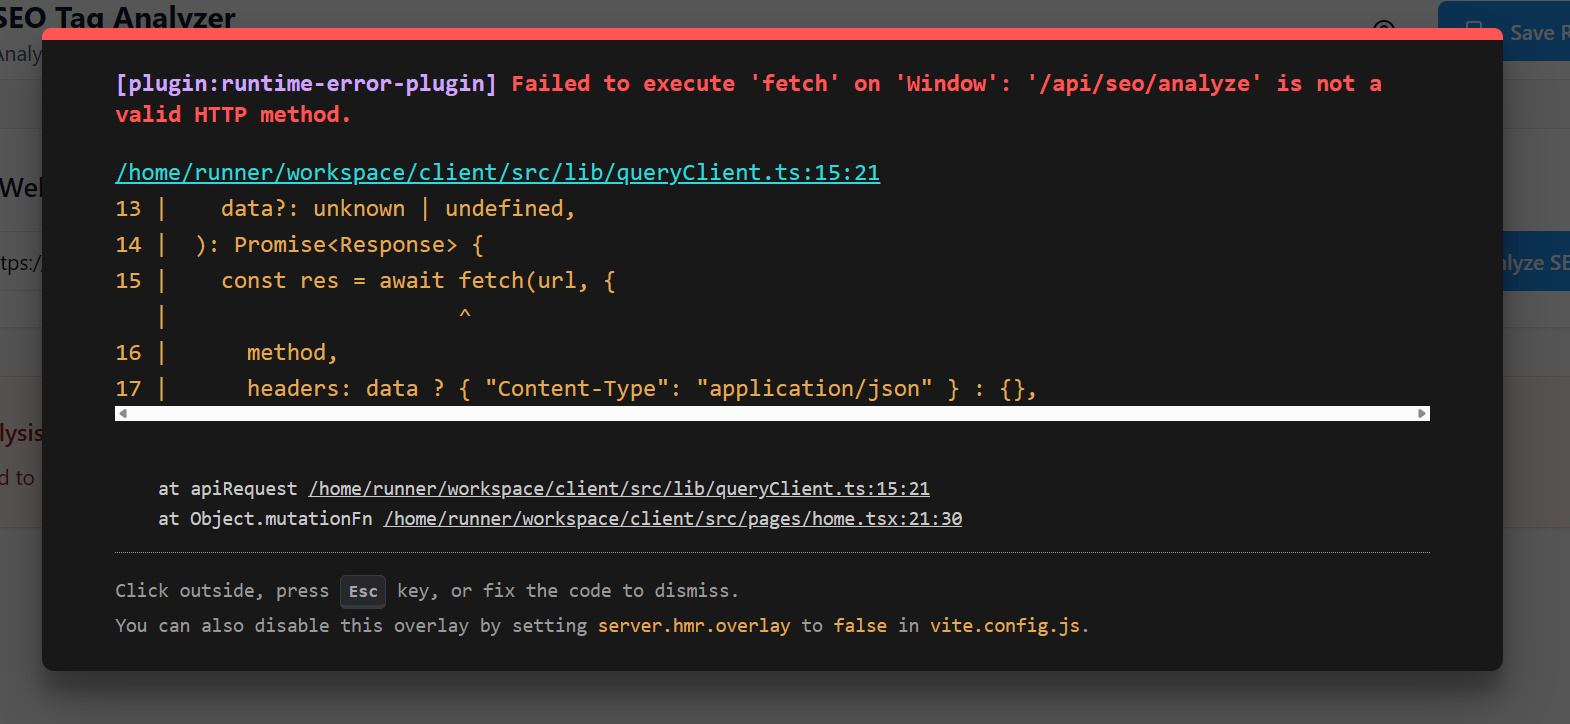 SEO Tag Analyzer
Analy
Save R
[plugin:runtime-error-plugin] Failed to execute 'fetch' on 'Window': '/api/seo/analyze' is not a
valid HTTP method.
/home/runner/workspace/client/src/lib/queryClient.ts:15:21
Wel
13 |    data?: unknown | undefined,
14 |  ): Promise<Response> {
tps:/
15 |    const res = await fetch(url, {
lyze SE
   |                      ^
16 |      method,
17 |      headers: data ? { "Content-Type": "application/json" } : {},
lysis
d to
at apiRequest /home/runner/workspace/client/src/lib/queryClient.ts:15:21
at Object.mutationFn /home/runner/workspace/client/src/pages/home.tsx:21:30
Click outside, press Esc key, or fix the code to dismiss.
You can also disable this overlay by setting server.hmr.overlay to false in vite.config.js.